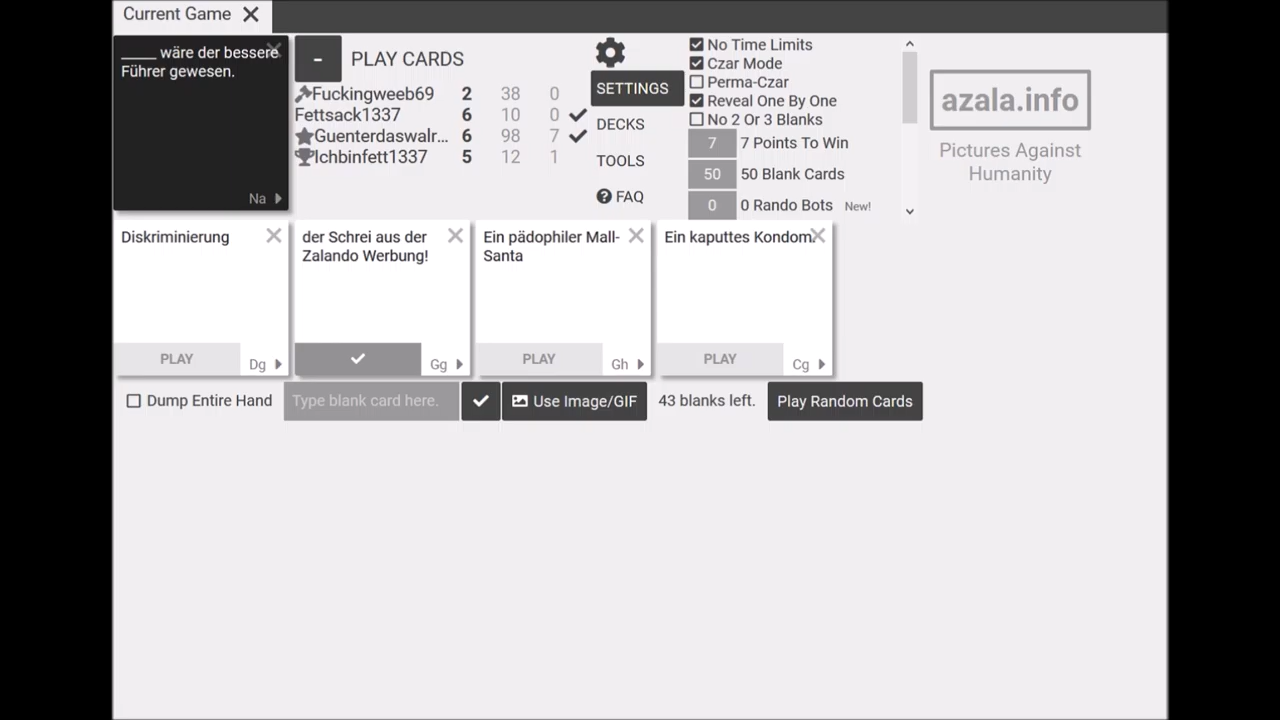 Current Game
_____ wäre der bessere
Führer gewesen.
Na
-
PLAY CARDS
Fuckingweeb69 2 38 0
Fettsack1337 6 10 0
Guenterdaswalr... 6 98 7
Ichbinfett1337 5 12 1
SETTINGS
DECKS
TOOLS
FAQ
No Time Limits
Czar Mode
Perma-Czar
Reveal One By One
No 2 Or 3 Blanks
7 7 Points To Win
50 50 Blank Cards
0 0 Rando Bots New!
azala.info
Pictures Against
Humanity
Diskriminierung
PLAY
Dg
der Schrei aus der
Zalando Werbung!
Gg
Ein pädophiler Mall-
Santa
PLAY
Gh
Ein kaputtes Kondom.
PLAY
Cg
Dump Entire Hand
Type blank card here.
Use Image/GIF
43 blanks left.
Play Random Cards